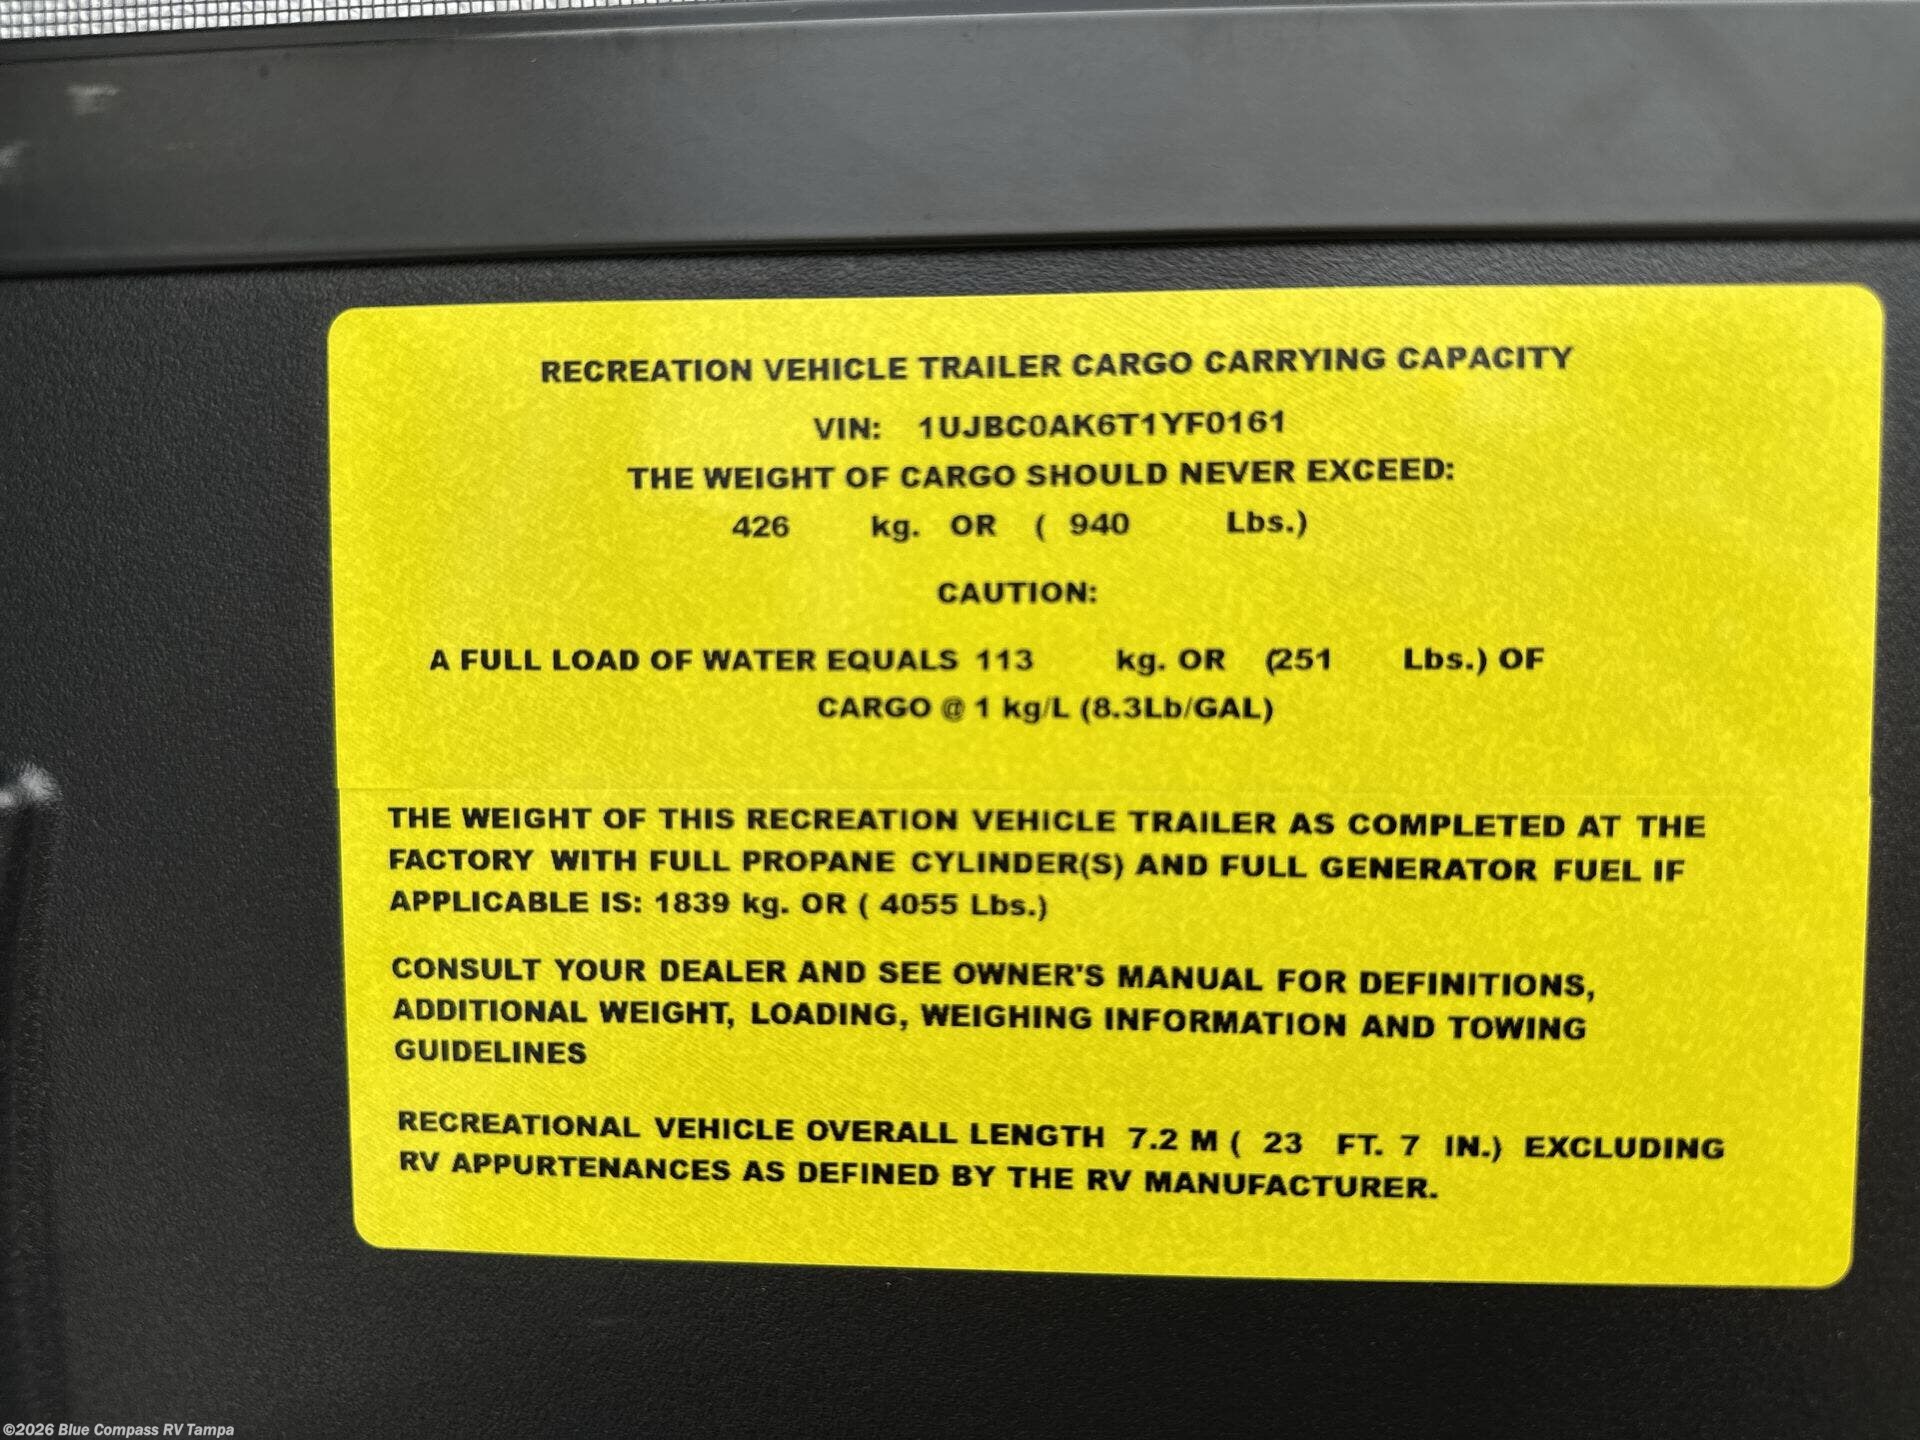 RECREATION VEHICLE TRAILER CARGO CARRYING CAPACITY
VIN: 1UJBC0AK6T1YF0161
THE WEIGHT OF CARGO SHOULD NEVER EXCEED:
426 kg. OR ( 940 Lbs.)
CAUTION:
A FULL LOAD OF WATER EQUALS 113 kg. OR (251 Lbs.) OF
CARGO @ 1 kg/L (8.3Lb/GAL)
THE WEIGHT OF THIS RECREATION VEHICLE TRAILER AS COMPLETED AT THE
FACTORY WITH FULL PROPANE CYLINDER(S) AND FULL GENERATOR FUEL IF
APPLICABLE IS: 1839 kg. OR ( 4055 Lbs.)
CONSULT YOUR DEALER AND SEE OWNER'S MANUAL FOR DEFINITIONS,
ADDITIONAL WEIGHT, LOADING, WEIGHING INFORMATION AND TOWING
GUIDELINES
RECREATIONAL VEHICLE OVERALL LENGTH 7.2 M ( 23 FT. 7 IN.) EXCLUDING
RV APPURTENANCES AS DEFINED BY THE RV MANUFACTURER.
©2026 Blue Compass RV Tampa